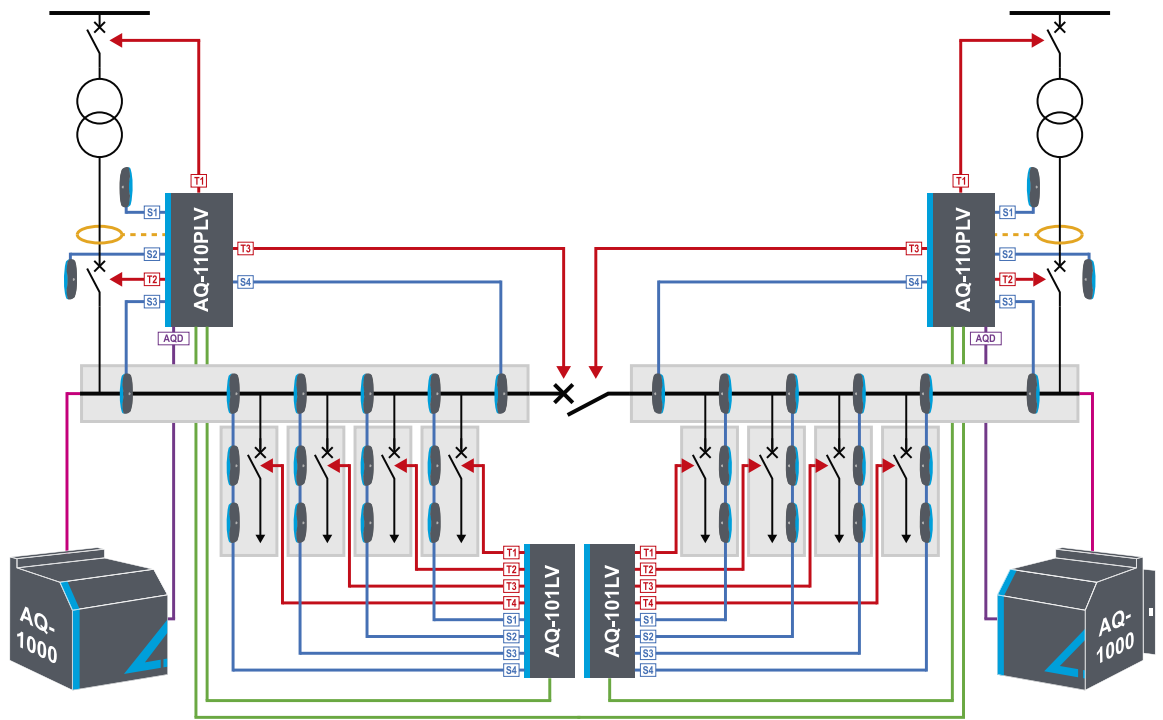 T1
T1
S1
S1
AQ-110PLV
AQ-110PLV
T3
T3
S2
S2
T2
T2
S4
S4
S3
S3
AQD
AQD
T1
T2
T3
T4
S1
S2
S3
S4
AQ-101LV
AQ-101LV
T1
T2
T3
T4
S1
S2
S3
S4
AQ-
1000
AQ-
1000